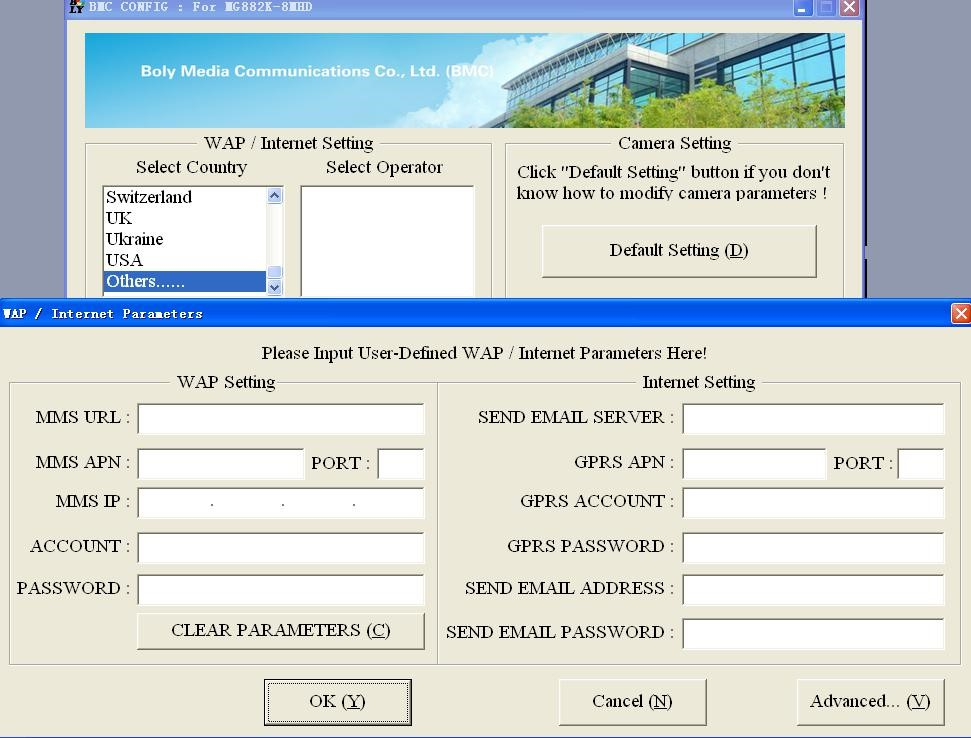 BMC CONFIG : For MG882K-8MHD
Boly Media Communications Co., Ltd. (BMC)
WAP / Internet Setting
Select Country
Select Operator
Switzerland
UK
Ukraine
USA
Others......
Camera Setting
Click "Default Setting" button if you don't
know how to modify camera parameters !
Default Setting (D)
WAP / Internet Parameters
Please Input User-Defined WAP / Internet Parameters Here!
WAP Setting
MMS URL :
MMS APN :
PORT :
MMS IP :
. . .
ACCOUNT :
PASSWORD :
CLEAR PARAMETERS (C)
Internet Setting
SEND EMAIL SERVER :
GPRS APN :
PORT :
GPRS ACCOUNT :
GPRS PASSWORD :
SEND EMAIL ADDRESS :
SEND EMAIL PASSWORD :
OK (Y)
Cancel (N)
Advanced... (V)